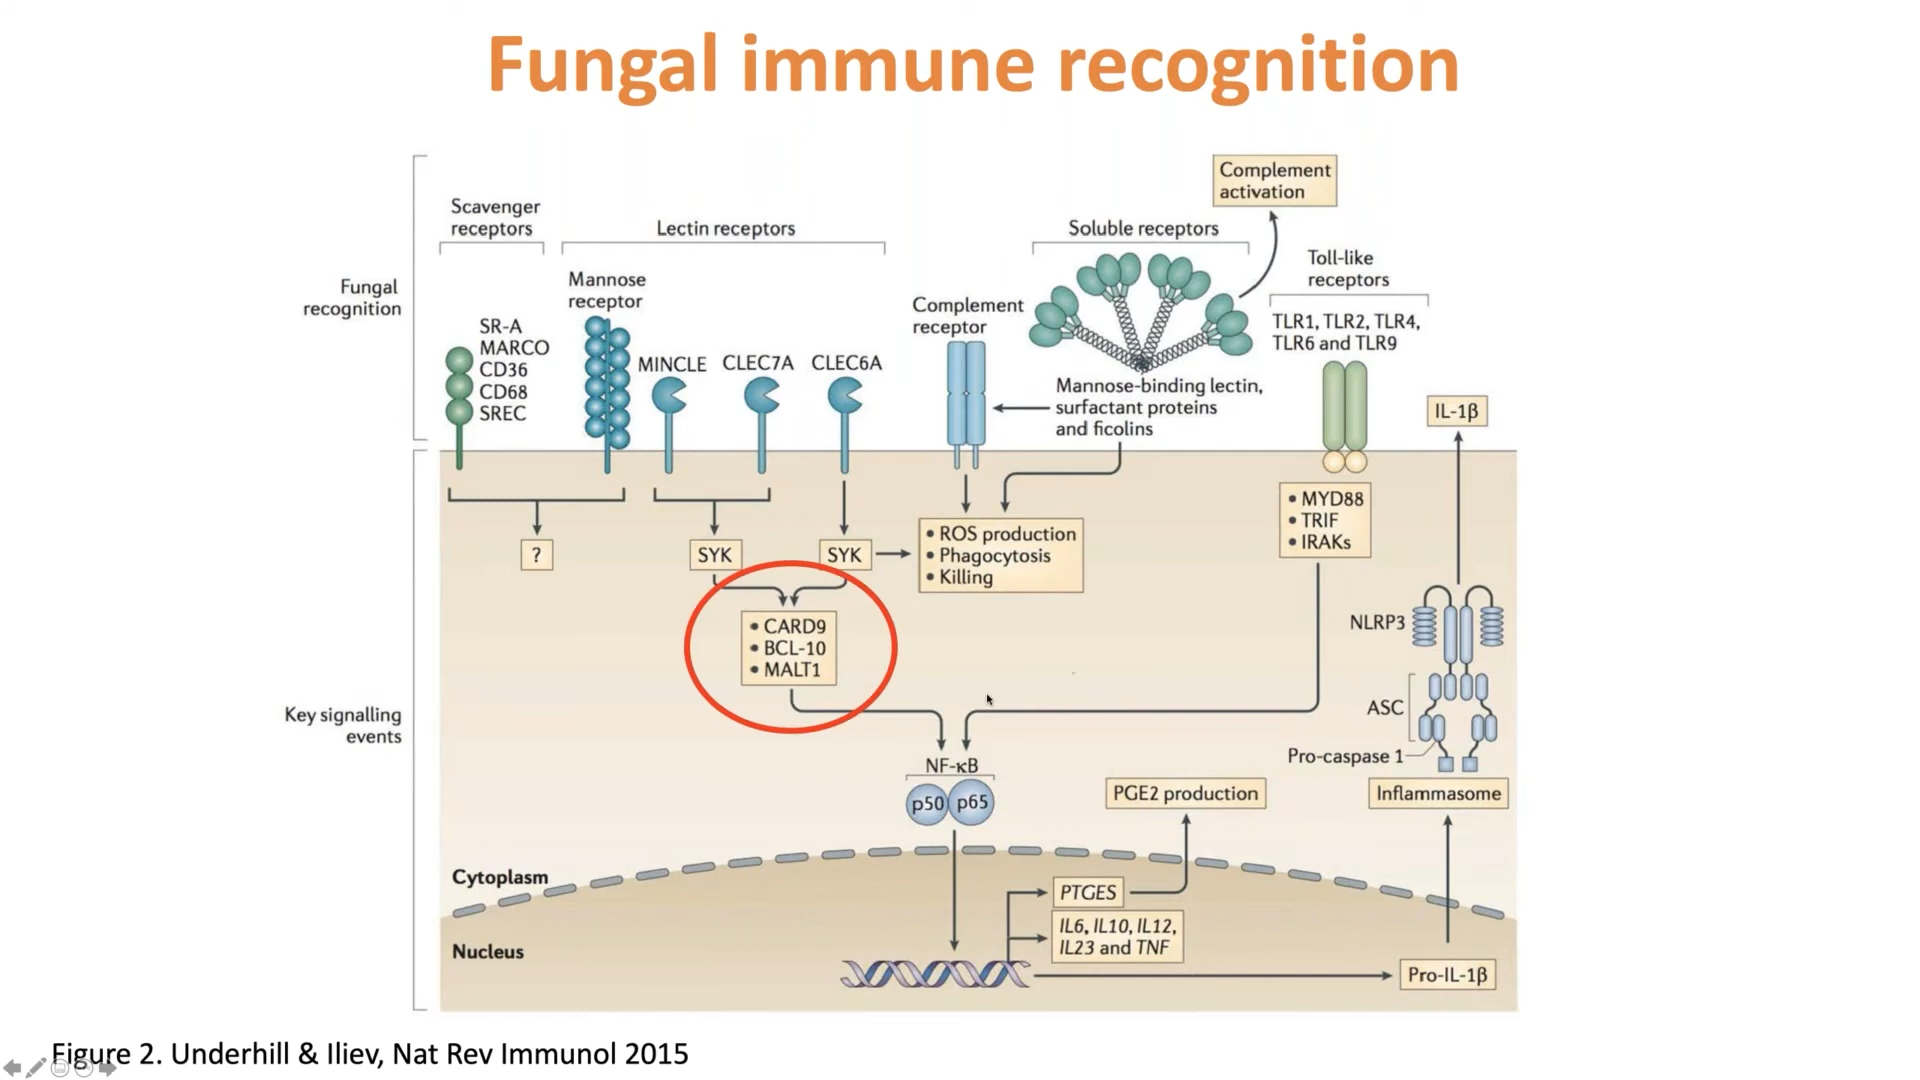 Fungal immune recognition
Complement
activation
Scavenger
receptors
Lectin receptors
Soluble receptors
Toll-like
receptors
Fungal
recognition
Mannose
receptor
Complement
receptor
SR-A
MARCO
CD36
CD68
SREC
MINCLE
CLEC7A
CLEC6A
TLR1, TLR2, TLR4,
TLR6 and TLR9
Mannose-binding lectin,
surfactant proteins
and ficolins
IL-1β
?
SYK
SYK
• ROS production
• Phagocytosis
• Killing
• MYD88
• TRIF
• IRAKs
• CARD9
• BCL-10
• MALT1
NLRP3
ASC
Pro-caspase 1
Key signalling
events
NF-κB
p50
p65
PGE2 production
Inflammasome
Cytoplasm
PTGES
IL6, IL10, IL12,
IL23 and TNF
Nucleus
Pro-IL-1β
Figure 2. Underhill & Iliev, Nat Rev Immunol 2015